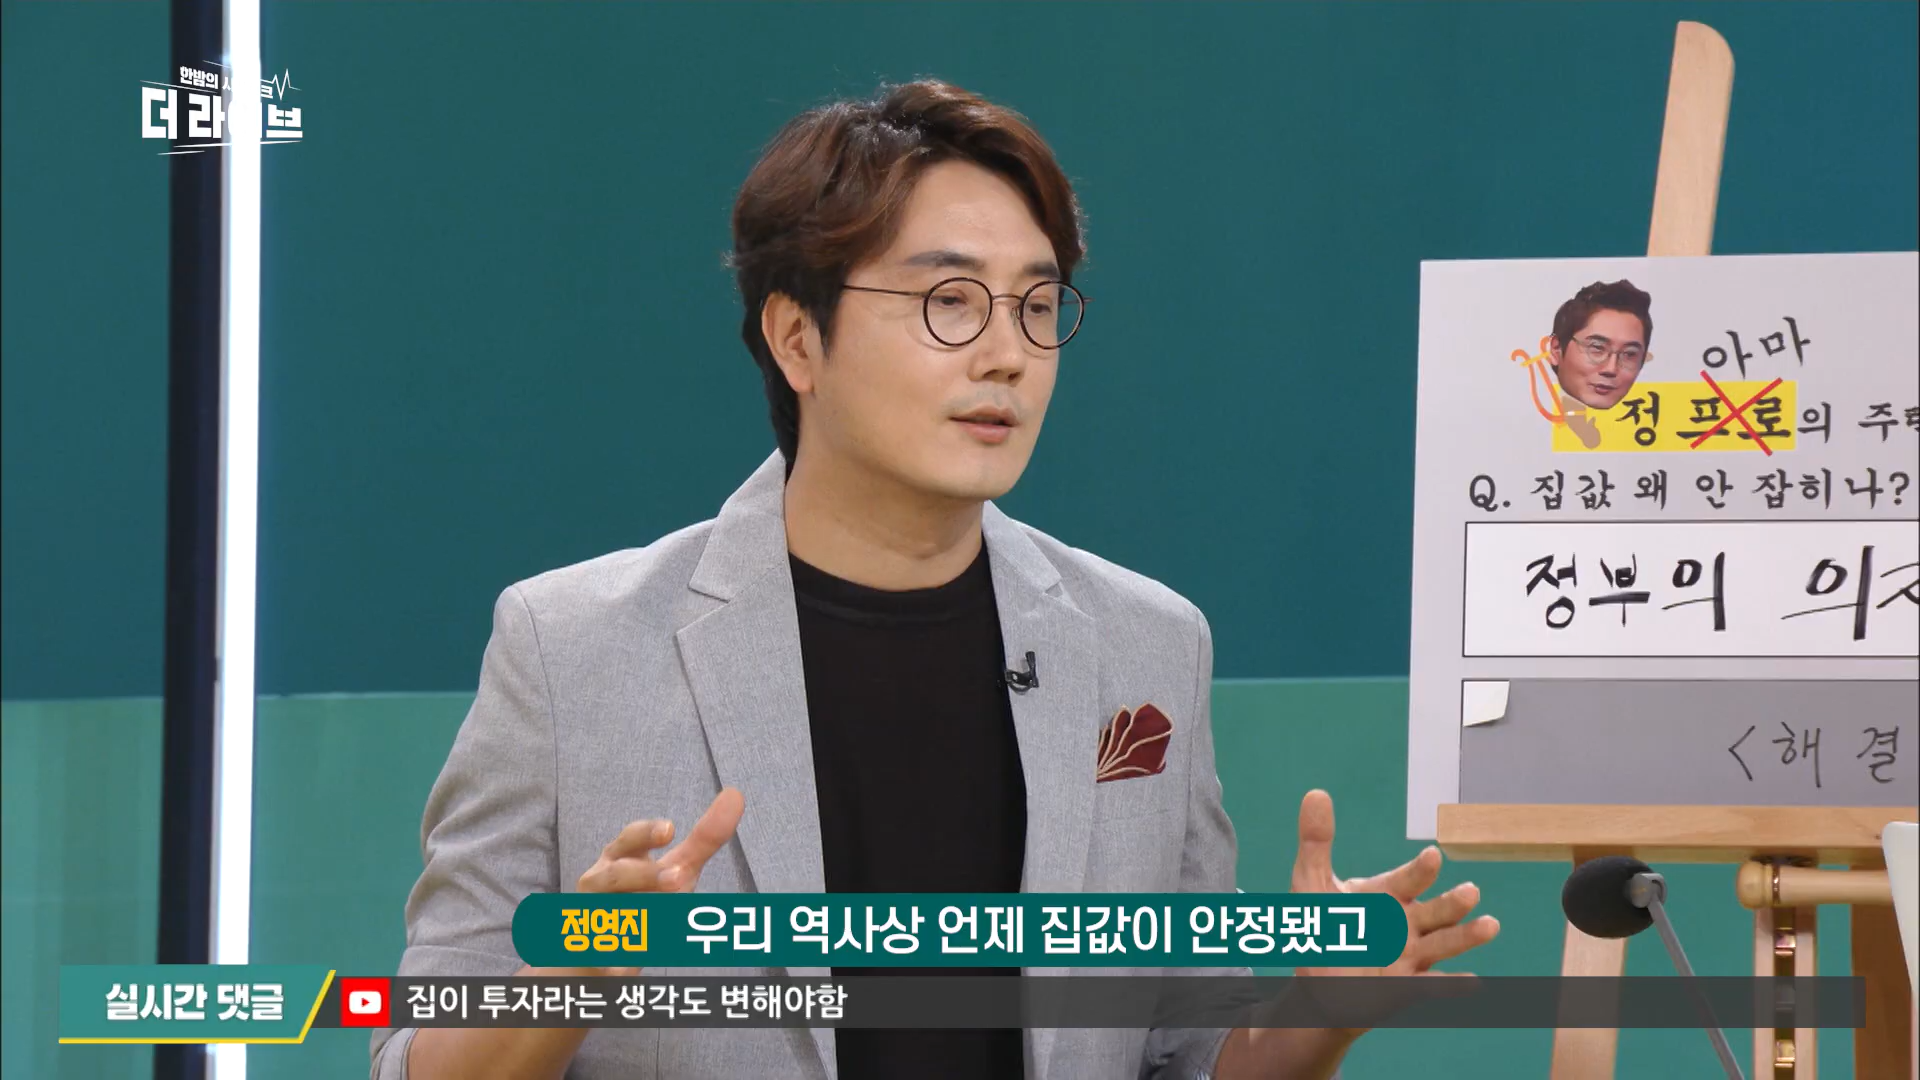 한밤의
더 라이브
아마
정 프로의
Q. 집값 왜 안 잡히나?
정부의
<해결
정영진 우리 역사상 언제 집값이 안정됐고
실시간 댓글 집이 투자라는 생각도 변해야함